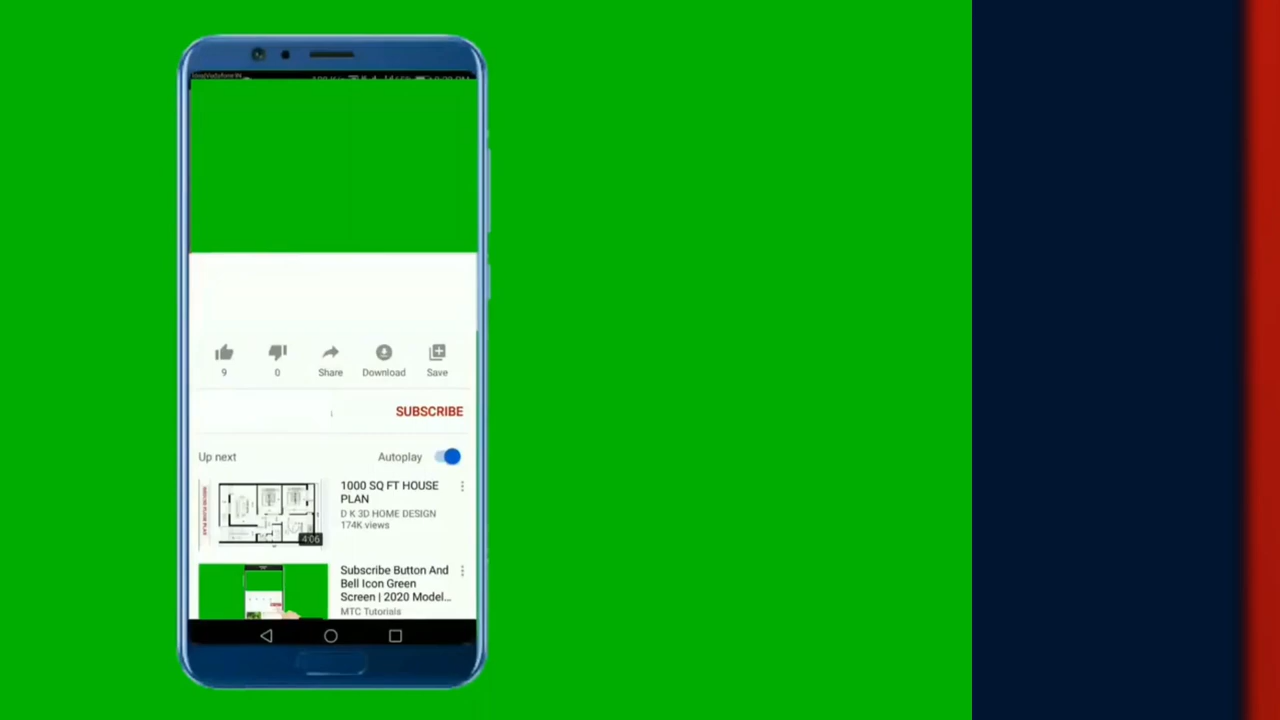 9
0
Share
Download
Save
SUBSCRIBE
Up next
Autoplay
1000 SQ FT HOUSE
PLAN
D K 3D HOME DESIGN
174K views
4:06
Subscribe Button And
Bell Icon Green
Screen | 2020 Model...
MTC Tutorials